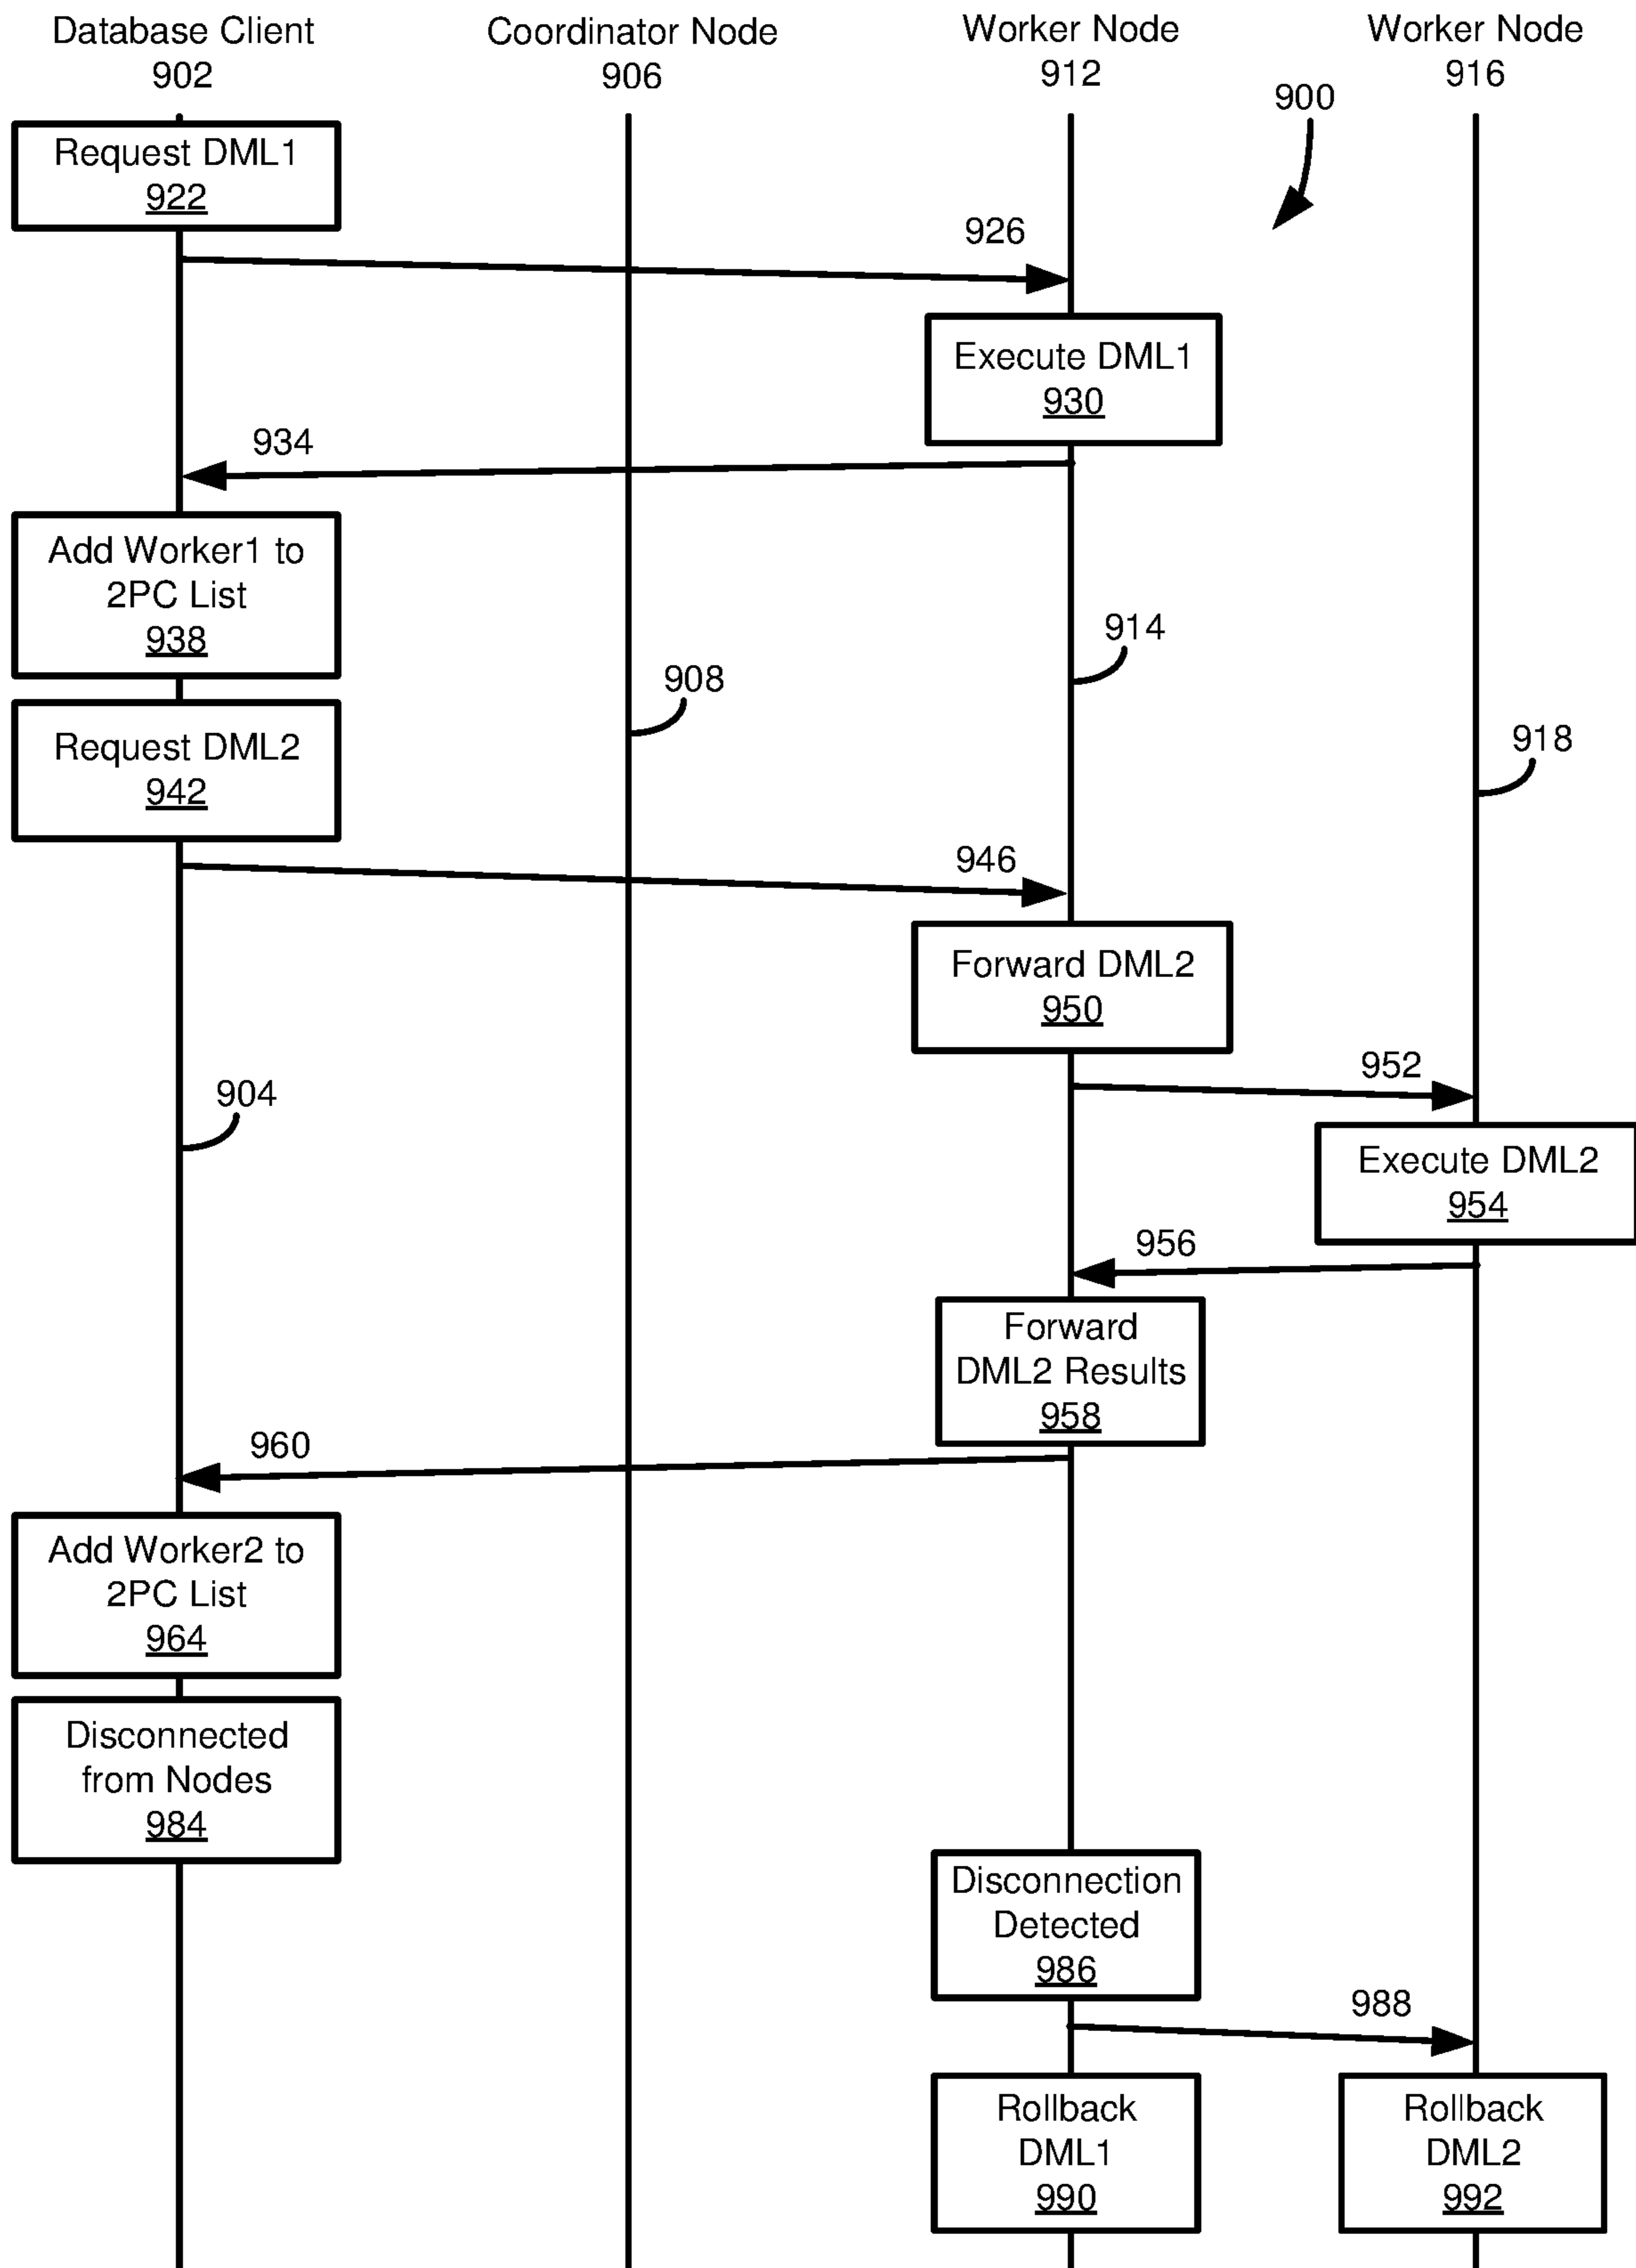 Database Client
902
Coordinator Node
906
Worker Node
912
Worker Node
916
900
Request DML1
922
926
Execute DML1
930
934
Add Worker1 to
2PC List
938
914
908
Request DML2
942
918
946
Forward DML2
950
952
904
Execute DML2
954
956
Forward
DML2 Results
958
960
Add Worker2 to
2PC List
964
Disconnected
from Nodes
984
Disconnection
Detected
986
988
Rollback
DML1
990
Rollback
DML2
992